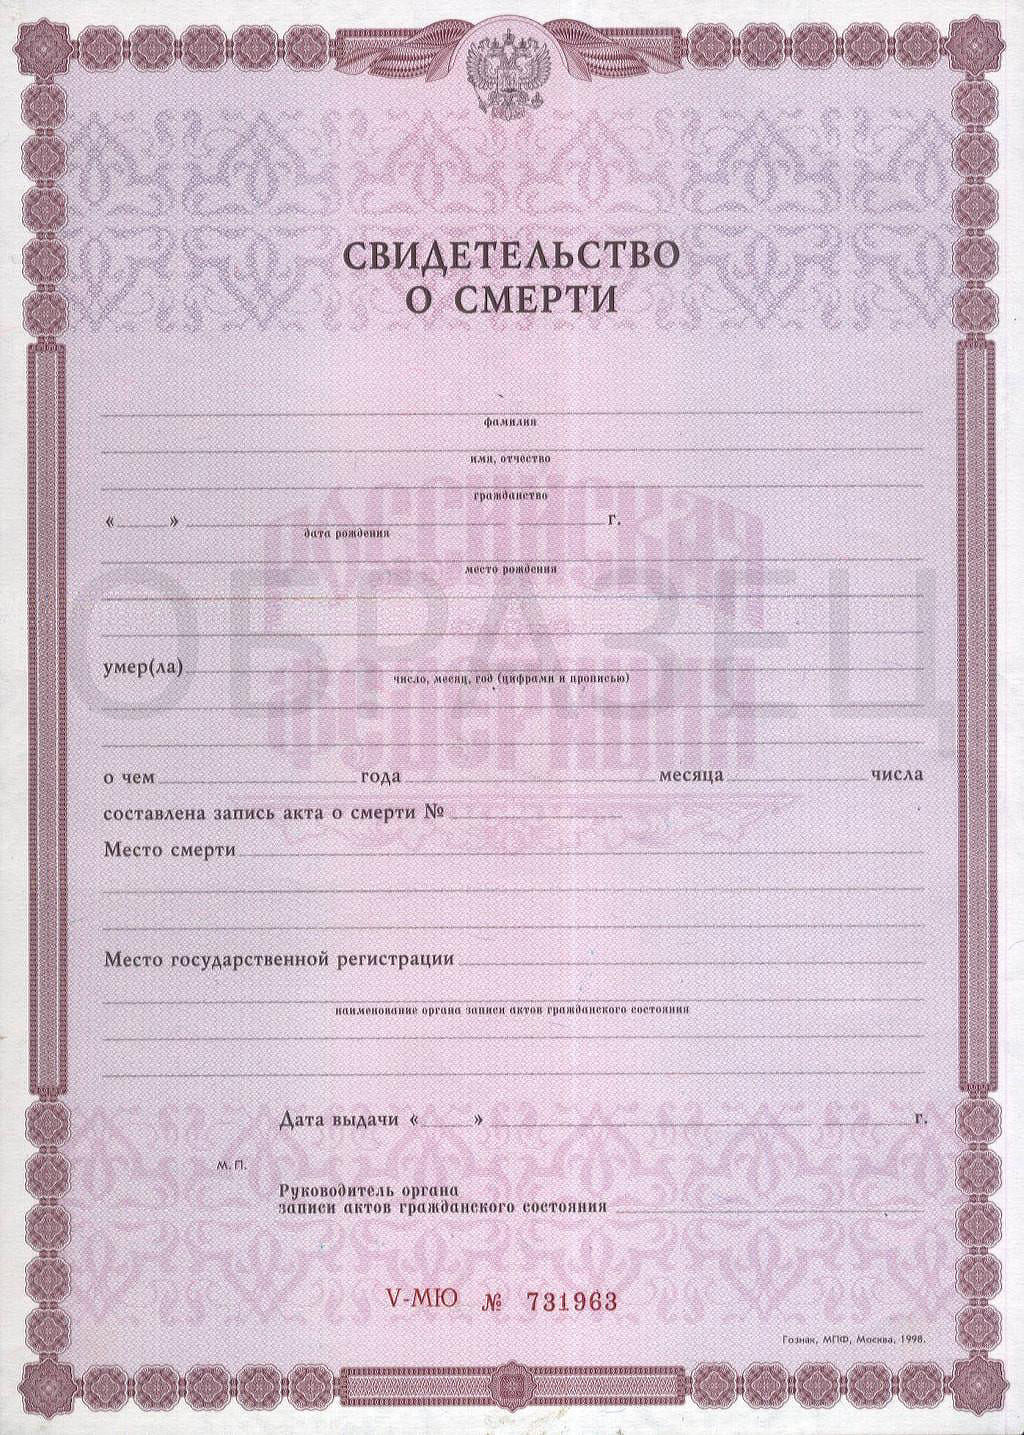 СВИДЕТЕЛЬСТВО
О СМЕРТИ
фамилия
имя, отчество
гражданство
« » г.
дата рождения
место рождения
РОССИЙСКАЯ
ОБРАЗЕЦ
умер(ла)
число, месяц, год (цифрами и прописью)
ФЕДЕРАЦИЯ
о чем года месяца числа
составлена запись акта о смерти №
Место смерти
Место государственной регистрации
наименование органа записи актов гражданского состояния
Дата выдачи « » г.
М. П.
Руководитель органа
записи актов гражданского состояния
V-МЮ № 731963
Гознак, МПФ, Москва, 1998.